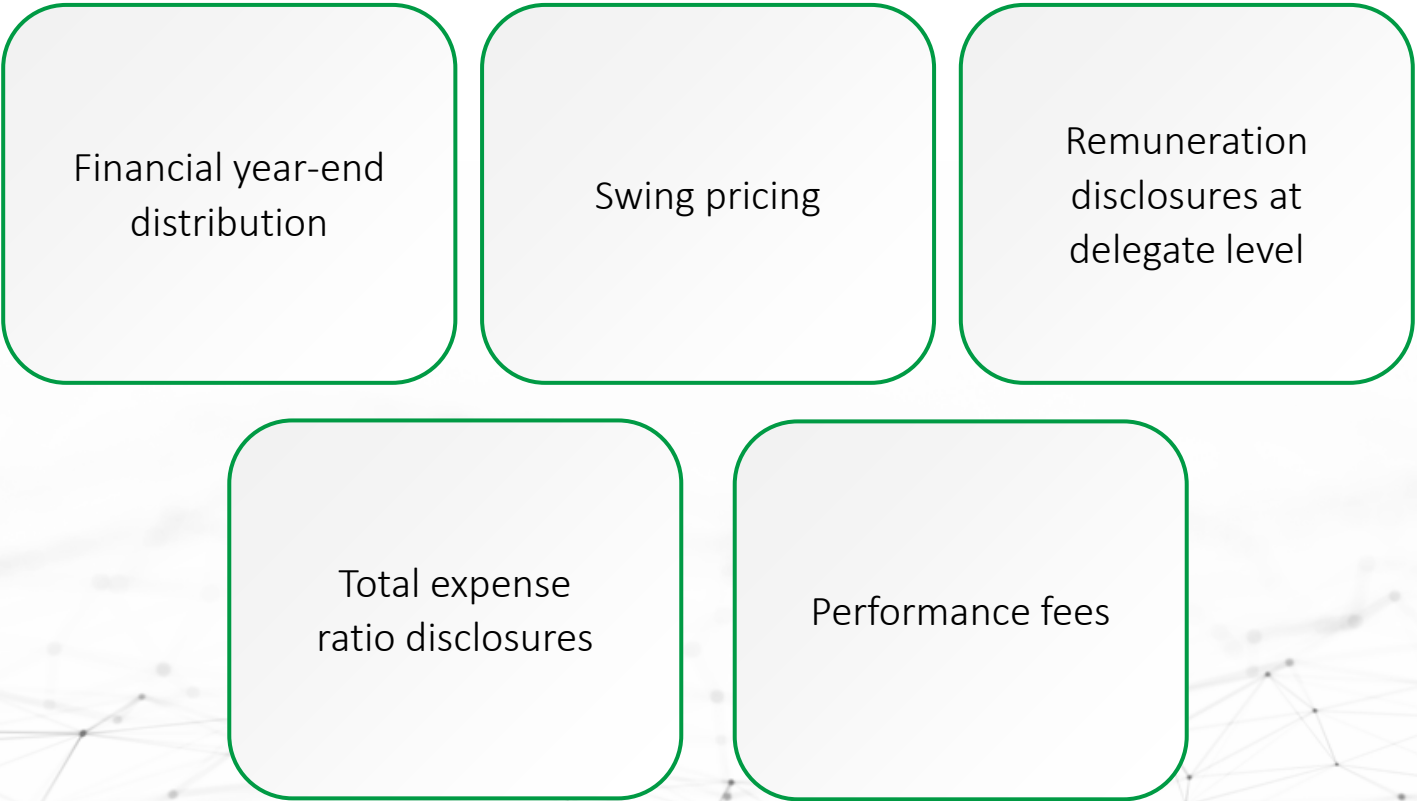 Financial year-end
distribution
Swing pricing
Remuneration
disclosures at
delegate level
Total expense
ratio disclosures
Performance fees